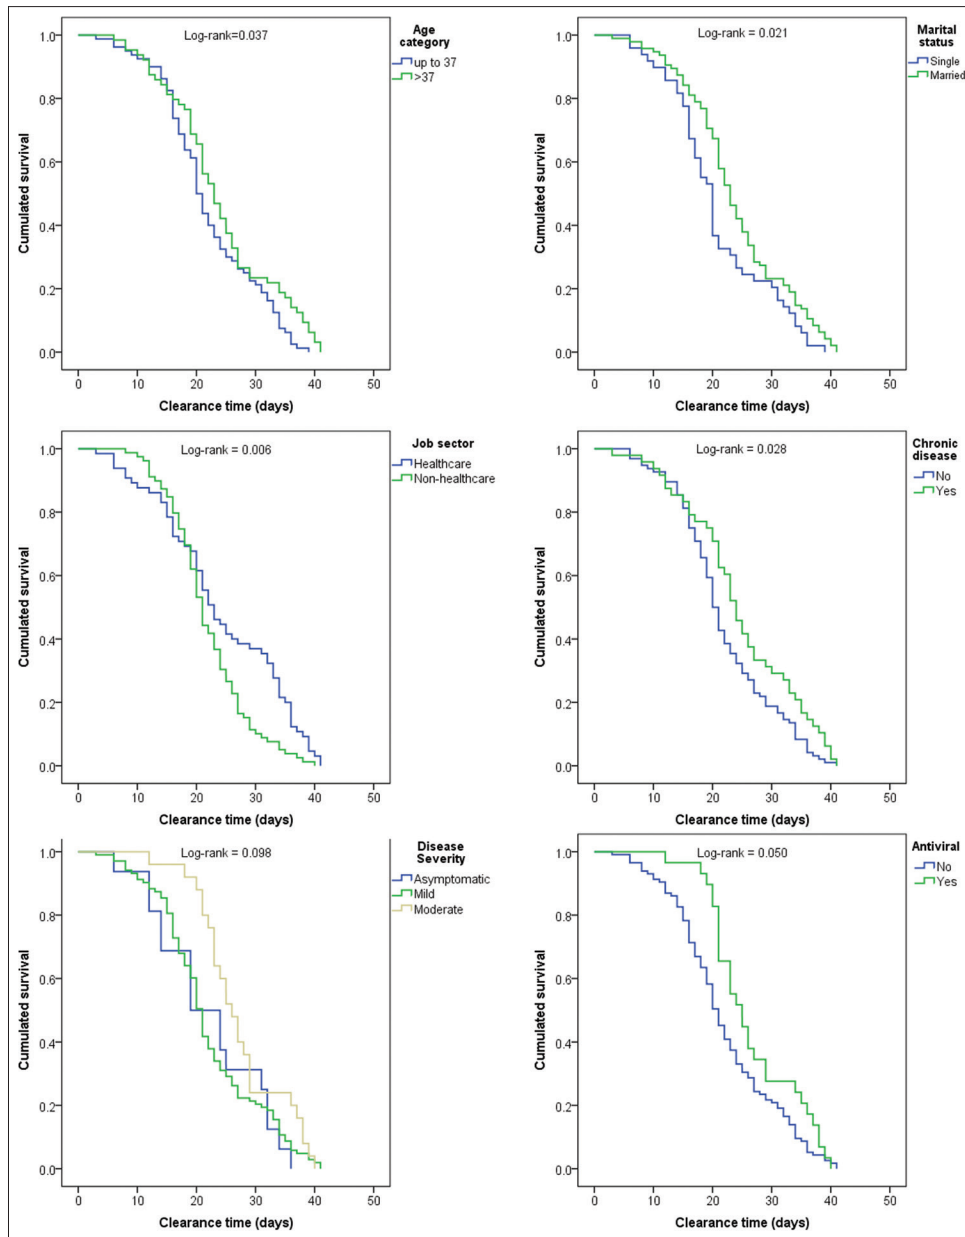 Log-rank=0.037
Age
category
up to 37
>37
1.0
0.8
0.6
0.4
0.2
0.0
Cumulated survival
0 10 20 30 40 50
Clearance time (days)
Log-rank = 0.021
Marital
status
Single
Married
1.0
0.8
0.6
0.4
0.2
0.0
Cumulated survival
0 10 20 30 40 50
Clearance time (days)
Log-rank = 0.006
Job sector
Healthcare
Non-healthcare
1.0
0.8
0.6
0.4
0.2
0.0
Cumulated survival
0 10 20 30 40 50
Clearance time (days)
Log-rank = 0.028
Chronic
disease
No
Yes
1.0
0.8
0.6
0.4
0.2
0.0
Cumulated survival
0 10 20 30 40 50
Clearance time (days)
Log-rank = 0.098
Disease
Severity
Asymptomatic
Mild
Moderate
1.0
0.8
0.6
0.4
0.2
0.0
Cumulated survival
0 10 20 30 40 50
Clearance time (days)
Log-rank = 0.050
Antiviral
No
Yes
1.0
0.8
0.6
0.4
0.2
0.0
Cumulated survival
0 10 20 30 40 50
Clearance time (days)